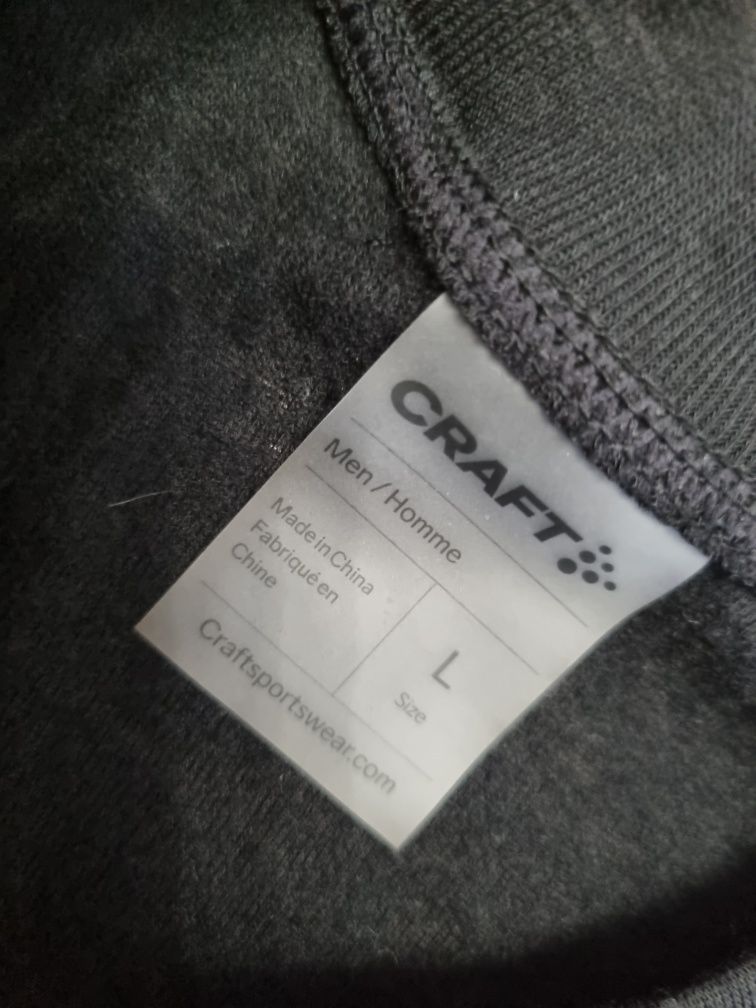 CRAFT
Men / Homme
Made in China
Fabriqué en
Chine
L
Size
Craftsportswear.com